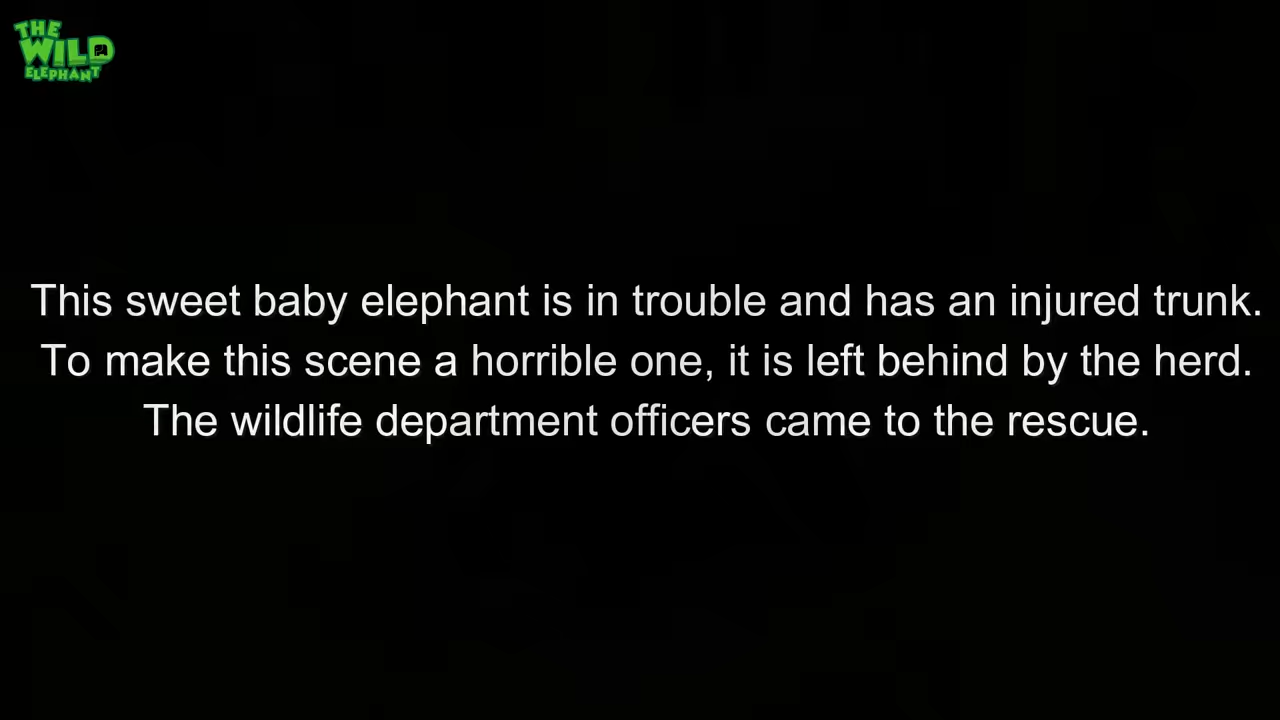 THE
WILD
ELEPHANT
This sweet baby elephant is in trouble and has an injured trunk.
To make this scene a horrible one, it is left behind by the herd.
The wildlife department officers came to the rescue.